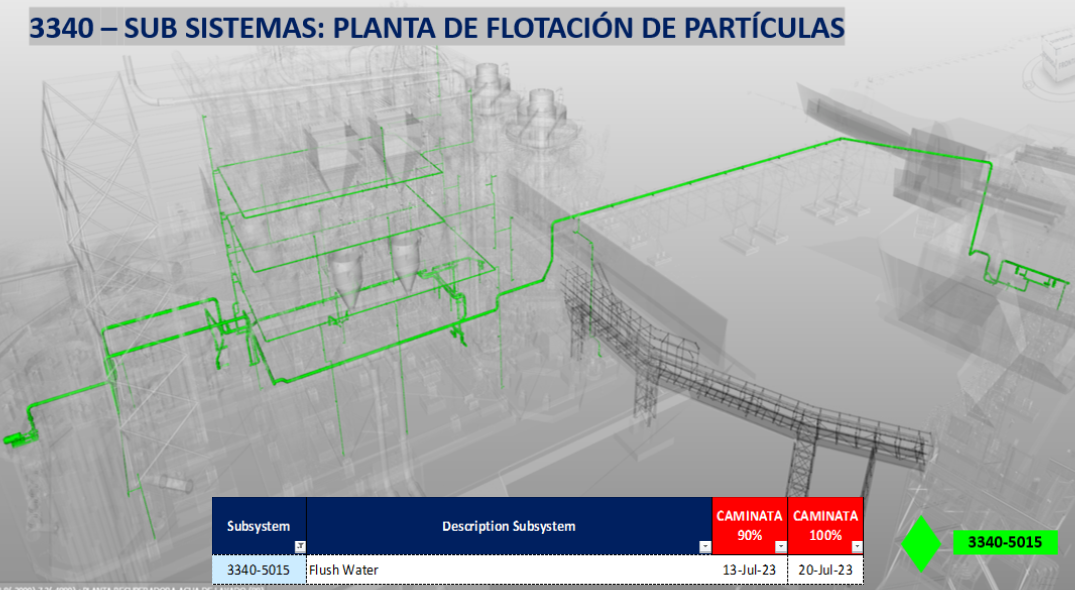 3340 – SUB SISTEMAS: PLANTA DE FLOTACIÓN DE PARTÍCULAS
Subsystem Description Subsystem CAMINATA 90% CAMINATA 100%
3340-5015 Flush Water 13-Jul-23 20-Jul-23
3340-5015